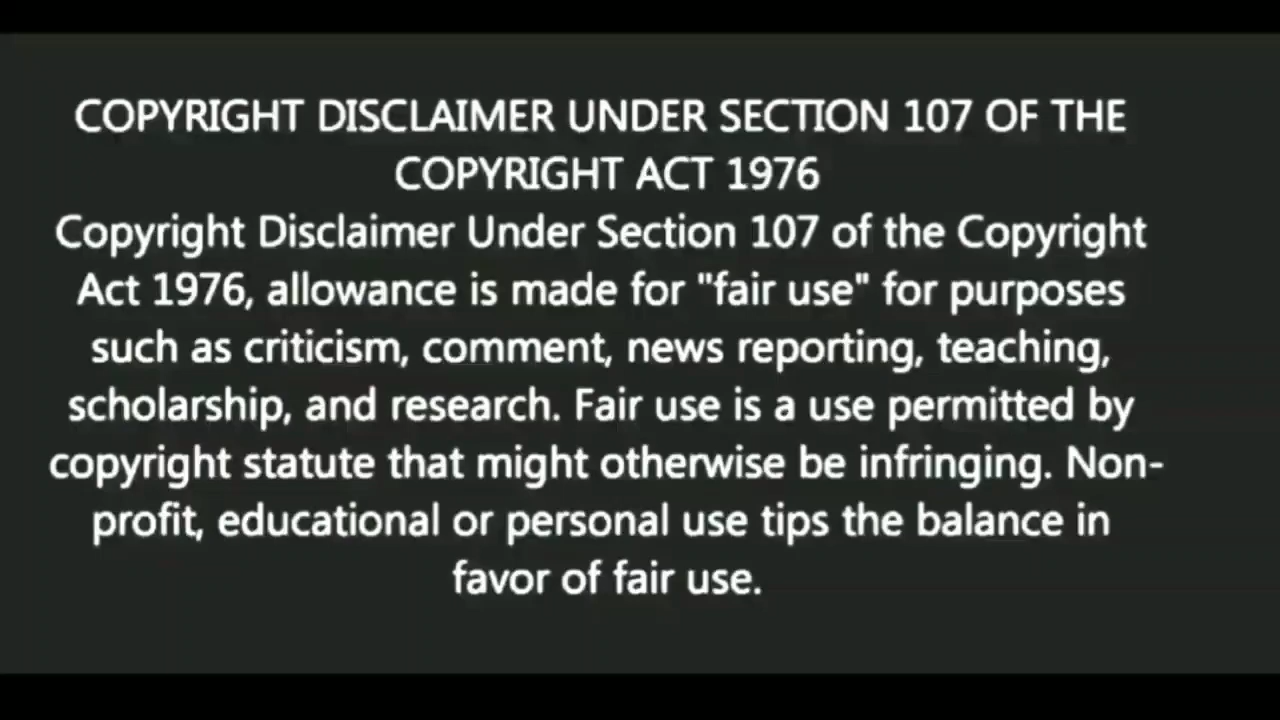 COPYRIGHT DISCLAIMER UNDER SECTION 107 OF THE
COPYRIGHT ACT 1976
Copyright Disclaimer Under Section 107 of the Copyright
Act 1976, allowance is made for "fair use" for purposes
such as criticism, comment, news reporting, teaching,
scholarship, and research. Fair use is a use permitted by
copyright statute that might otherwise be infringing. Non-
profit, educational or personal use tips the balance in
favor of fair use.